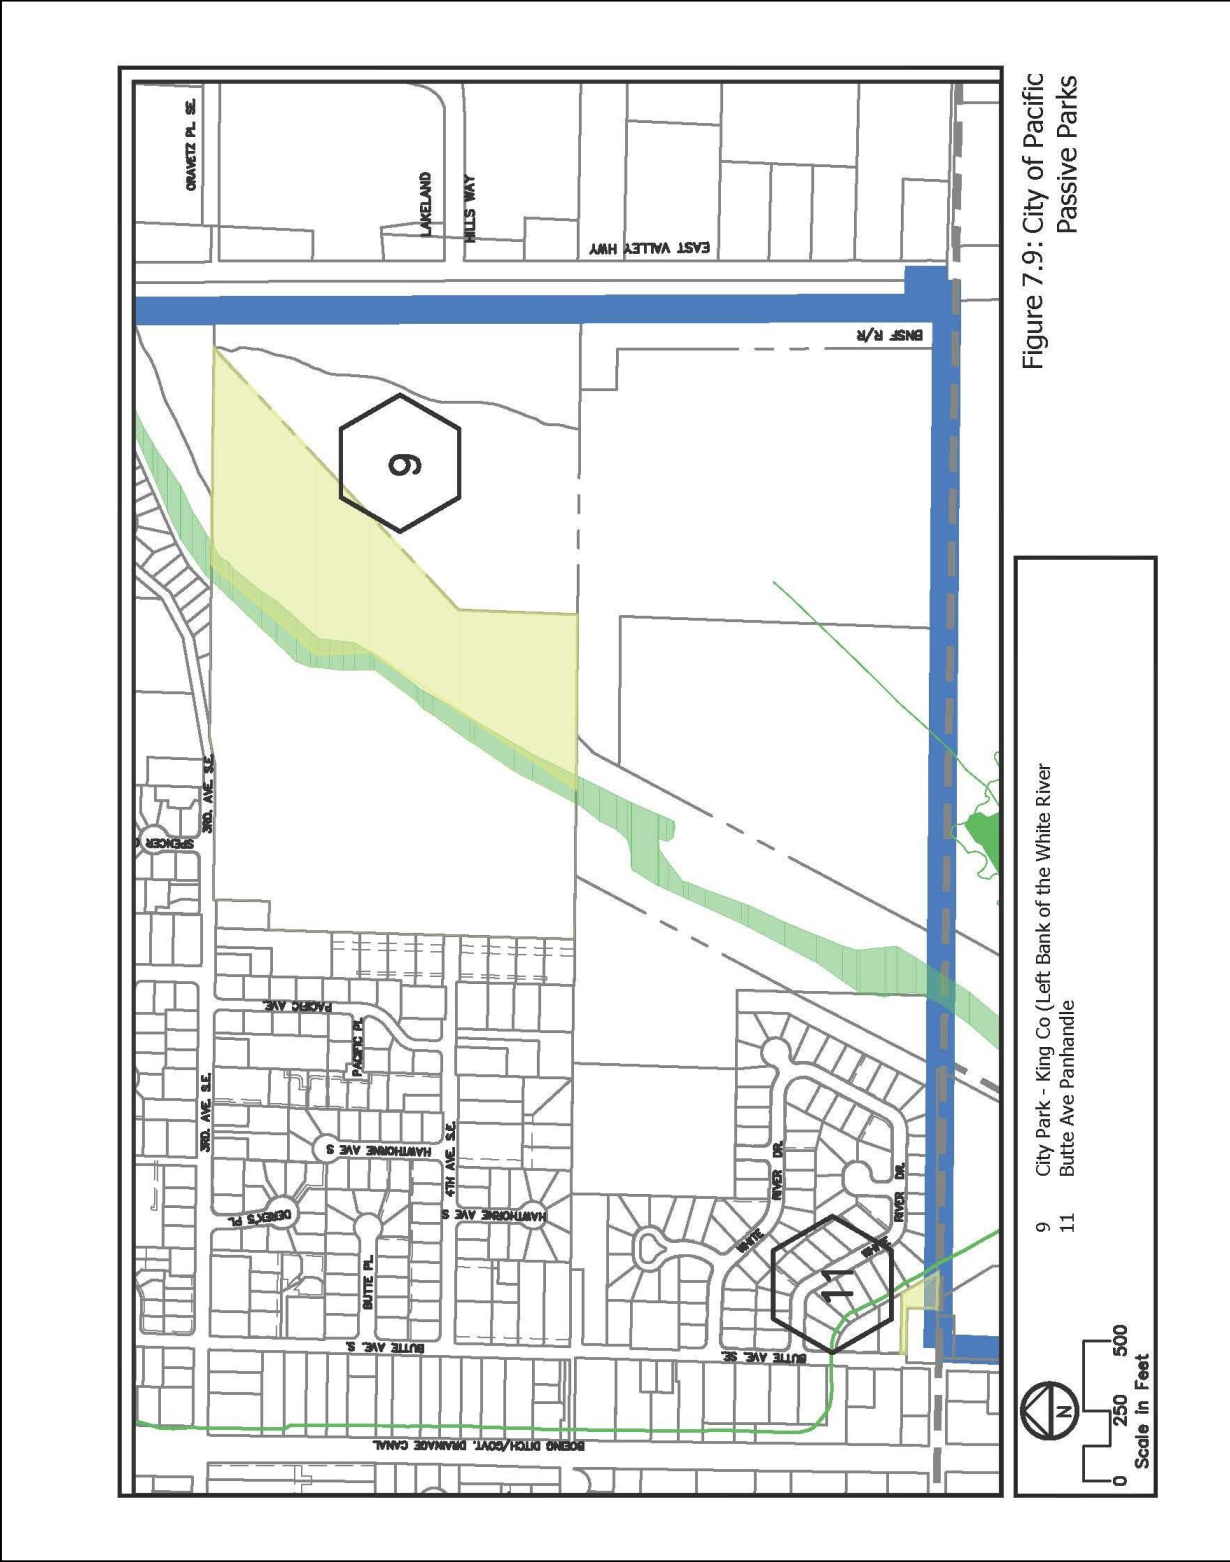 Figure 7.9: City of Pacific
Passive Parks
ORAVETZ PL. SE.
LAKELAND
HILLS WAY
EAST VALLEY HWY
BNSF R/R
9
SPENCER
3RD. AVE. S.E.
PACIFIC AVE.
PACIFIC PL.
3RD. AVE. S.E.
HAWTHORNE AVE S
4TH AVE. S.E.
HAWTHORNE AVE S
DEREK'S PL
BUTTE PL.
BUTTE AVE. S.
BUTTE AVE. SE.
WHITE
RIVER DR.
WHITE
RIVER DR.
11
BOEING DITCH/GOVT. DRAINAGE CANAL
9 City Park - King Co (Left Bank of the White River
11 Butte Ave Panhandle
N
0 250 500
Scale in Feet